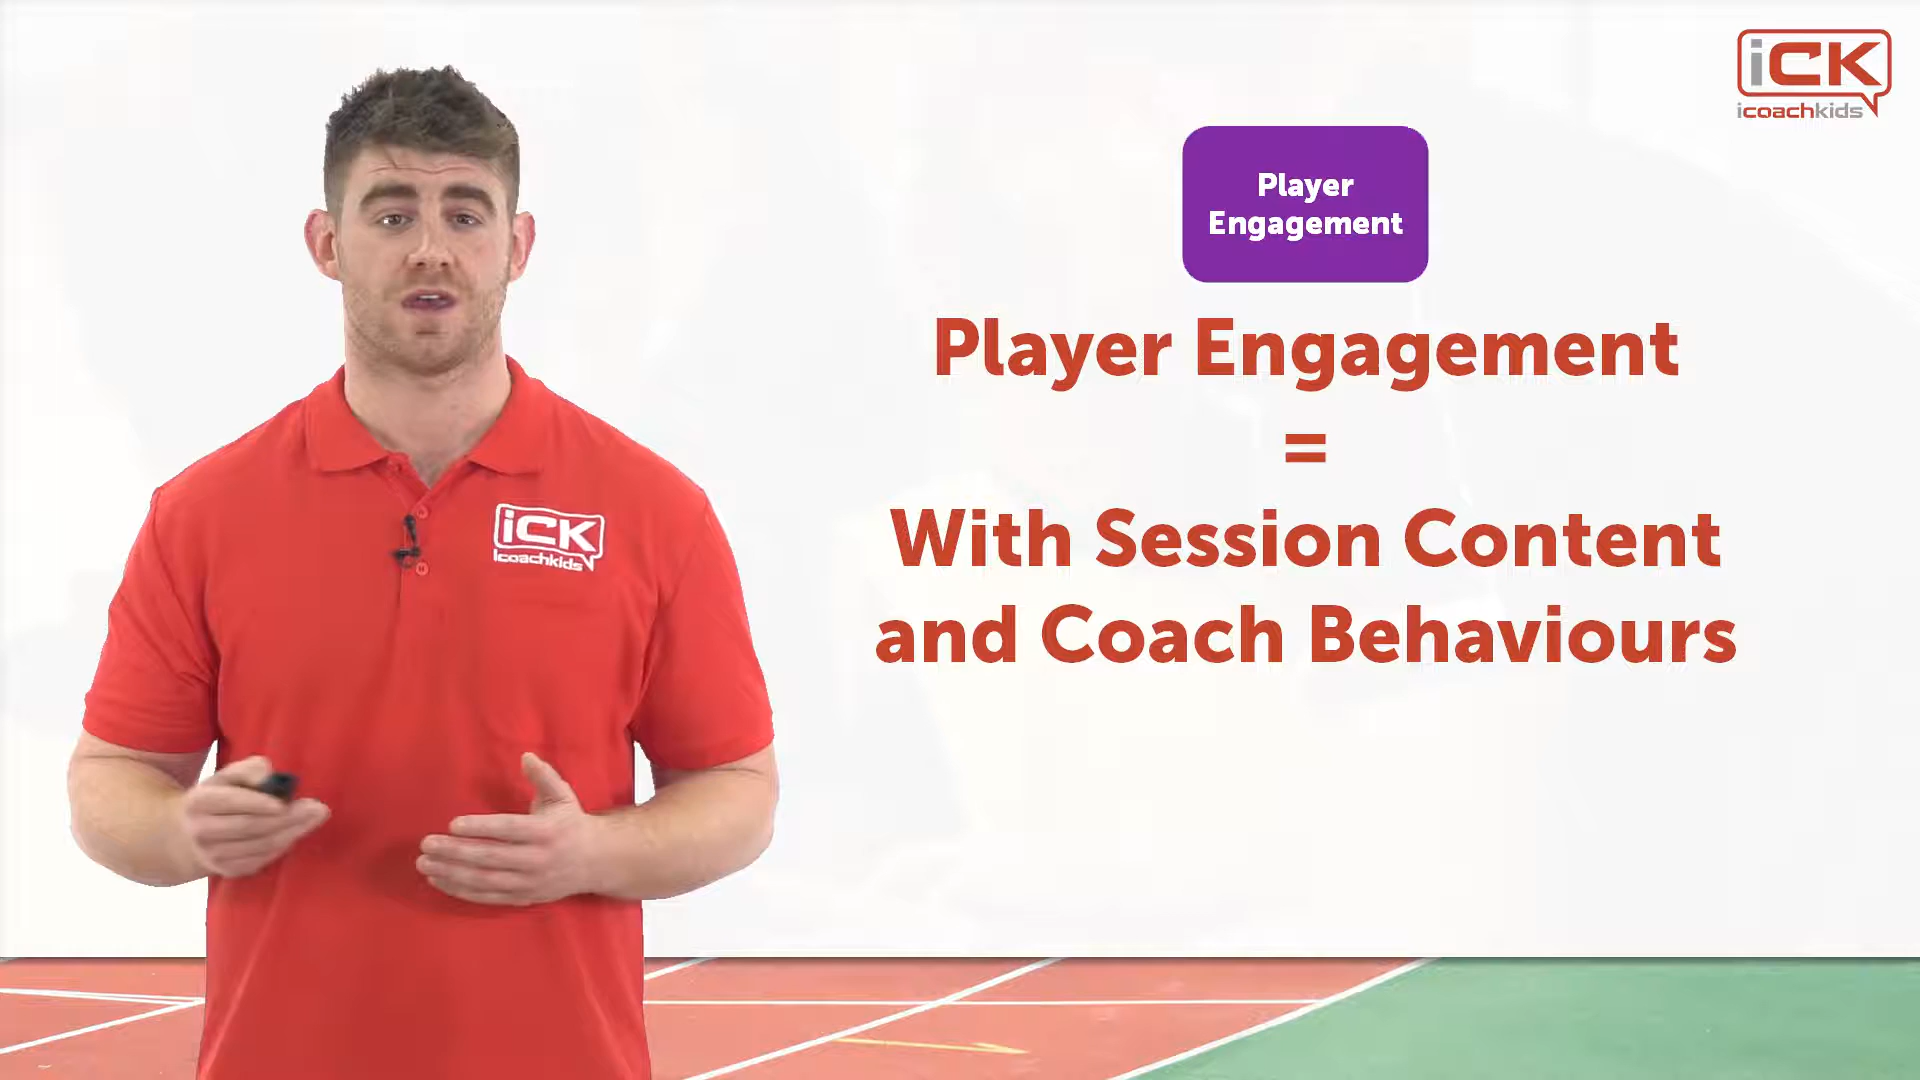 iCK
icoachkids
Player
Engagement
Player Engagement
=
With Session Content
and Coach Behaviours
iCK
icoachkids